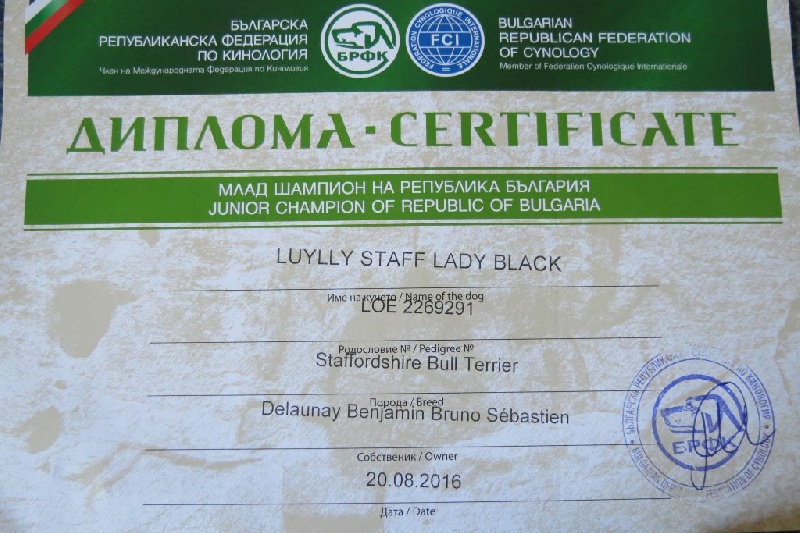 БЪЛГАРСКА
РЕПУБЛИКАНСКА ФЕДЕРАЦИЯ
ПО КИНОЛОГИЯ
Член на Международната Федерация по Кинология
БРФК
FEDERATION CYNOLOGIQUE INTERNATIONALE
FCI
BULGARIAN
REPUBLICAN FEDERATION
OF CYNOLOGY
Member of Federation Cynologique Internationale
ДИПЛОМА · CERTIFICATE
МЛАД ШАМПИОН НА РЕПУБЛИКА БЪЛГАРИЯ
JUNIOR CHAMPION OF REPUBLIC OF BULGARIA
LUYLLY STAFF LADY BLACK
Име на кучето / Name of the dog
LOE 2269291
Родословие № / Pedigree №
Staffordshire Bull Terrier
Порода / Breed
Delaunay Benjamin Bruno Sébastien
Собственик / Owner
20.08.2016
Дата / Date
БРФК